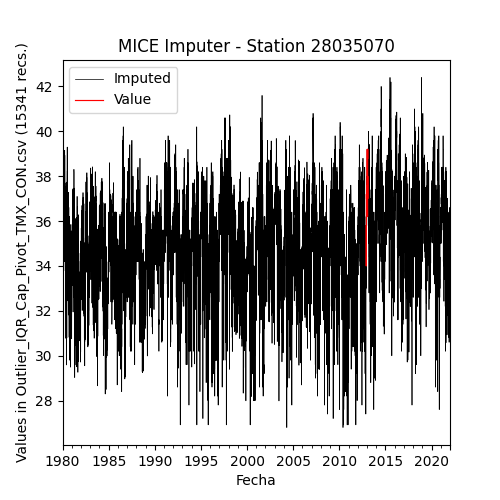 MICE Imputer - Station 28035070
Values in Outlier_IQR_Cap_Pivot_TMX_CON.csv (15341 recs.)
Imputed
Value
42
40
38
36
34
32
30
28
1980 1985 1990 1995 2000 2005 2010 2015 2020
Fecha